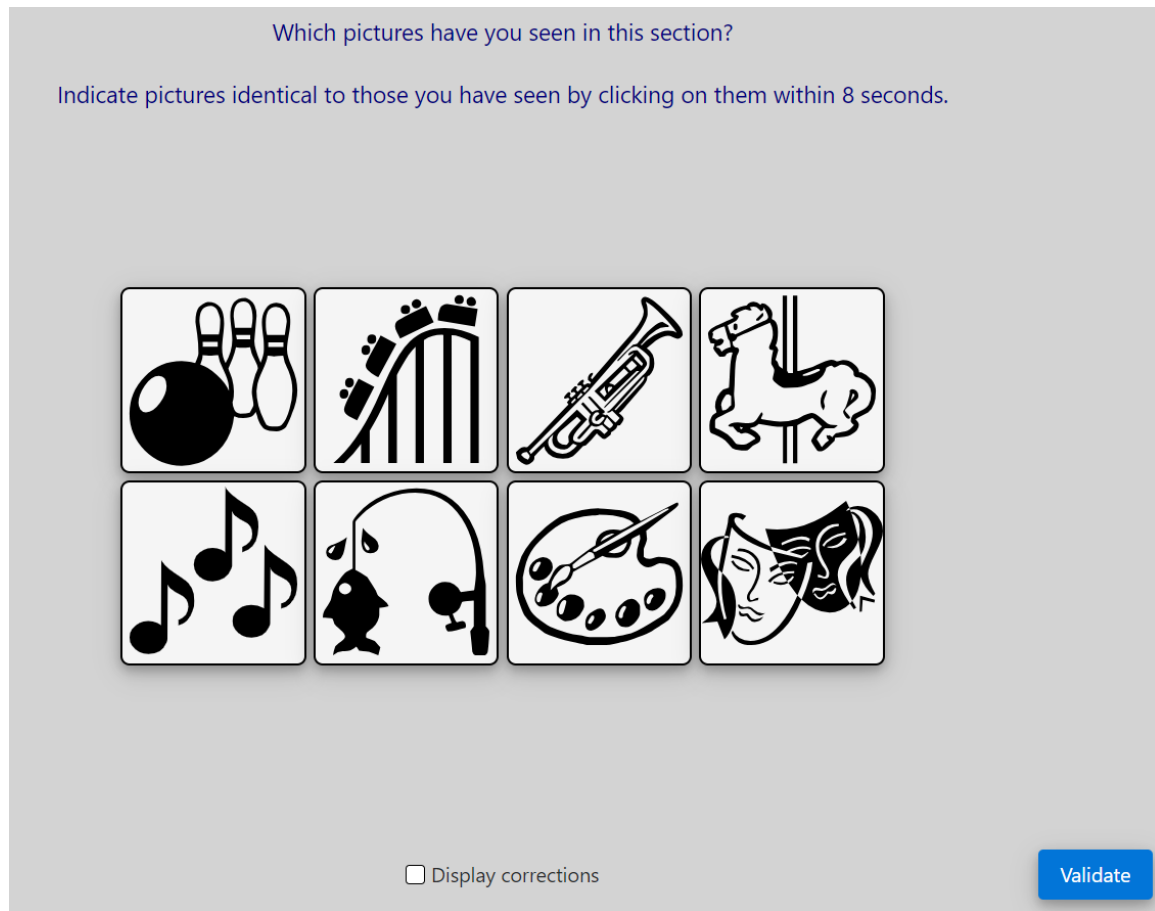 Which pictures have you seen in this section?
Indicate pictures identical to those you have seen by clicking on them within 8 seconds.
Display corrections
Validate